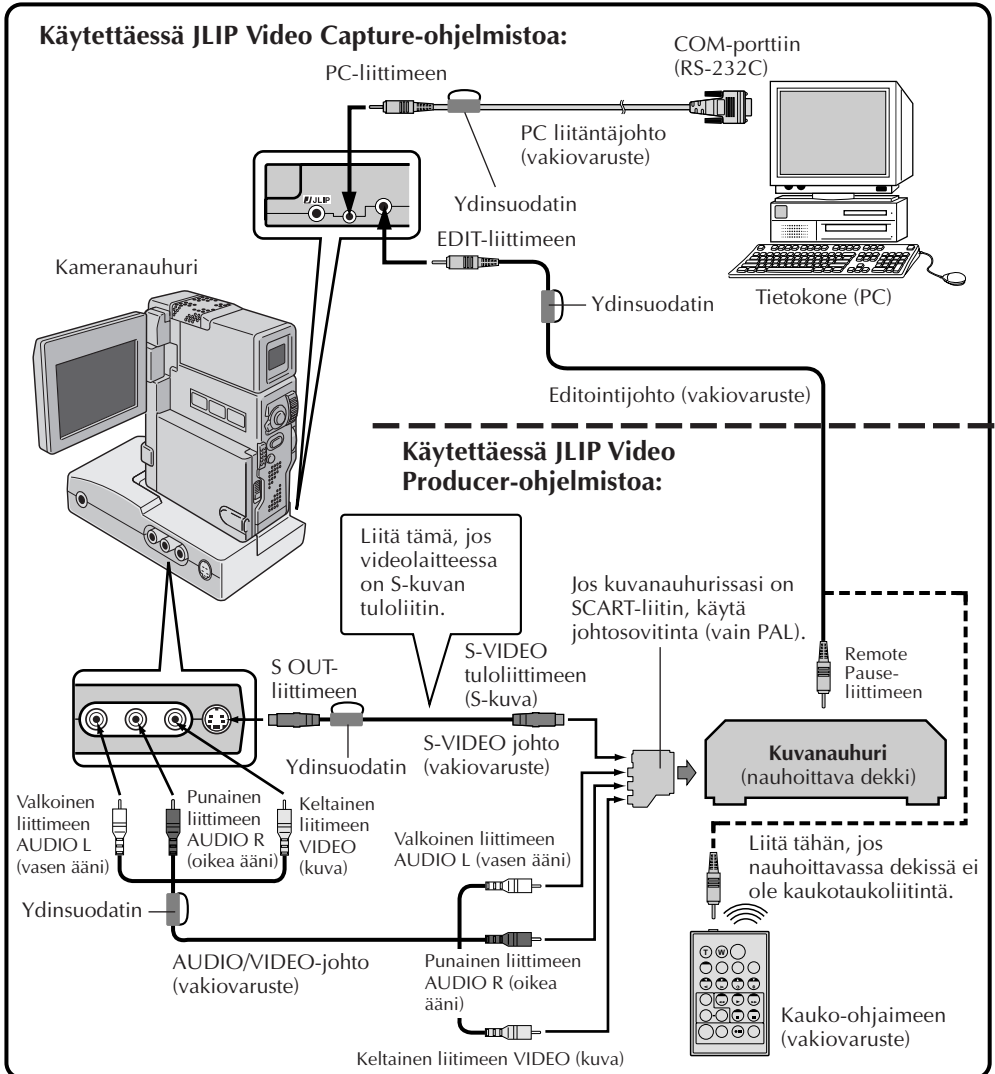 Käytettäessä JLIP Video Capture-ohjelmistoa:
PC-liittimeen
COM-porttiin
(RS-232C)
PC liitäntäjohto
(vakiovaruste)
Ydinsuodatin
JLIP
EDIT-liittimeen
Kameranauhuri
Ydinsuodatin
Tietokone (PC)
Editointijohto (vakiovaruste)
Käytettäessä JLIP Video
Producer-ohjelmistoa:
Liitä tämä, jos
videolaitteessa
on S-kuvan
tuloliitin.
Jos kuvanauhurissasi on
SCART-liitin, käytä
johtosovitinta (vain PAL).
S OUT-
liittimeen
S-VIDEO
tuloliittimeen
(S-kuva)
Remote
Pause-
liittimeen
Ydinsuodatin
S-VIDEO johto
(vakiovaruste)
Kuvanauhuri
(nauhoittava dekki)
Valkoinen
liittimeen
AUDIO L
(vasen ääni)
Punainen
liittimeen
AUDIO R
(oikea ääni)
Keltainen
liitimeen
VIDEO
(kuva)
Valkoinen liittimeen
AUDIO L (vasen ääni)
Liitä tähän, jos
nauhoittavassa dekissä ei
ole kaukotaukoliitintä.
Ydinsuodatin
AUDIO/VIDEO-johto
(vakiovaruste)
Punainen liittimeen
AUDIO R (oikea
ääni)
T W
Kauko-ohjaimeen
(vakiovaruste)
Keltainen liitimeen VIDEO (kuva)